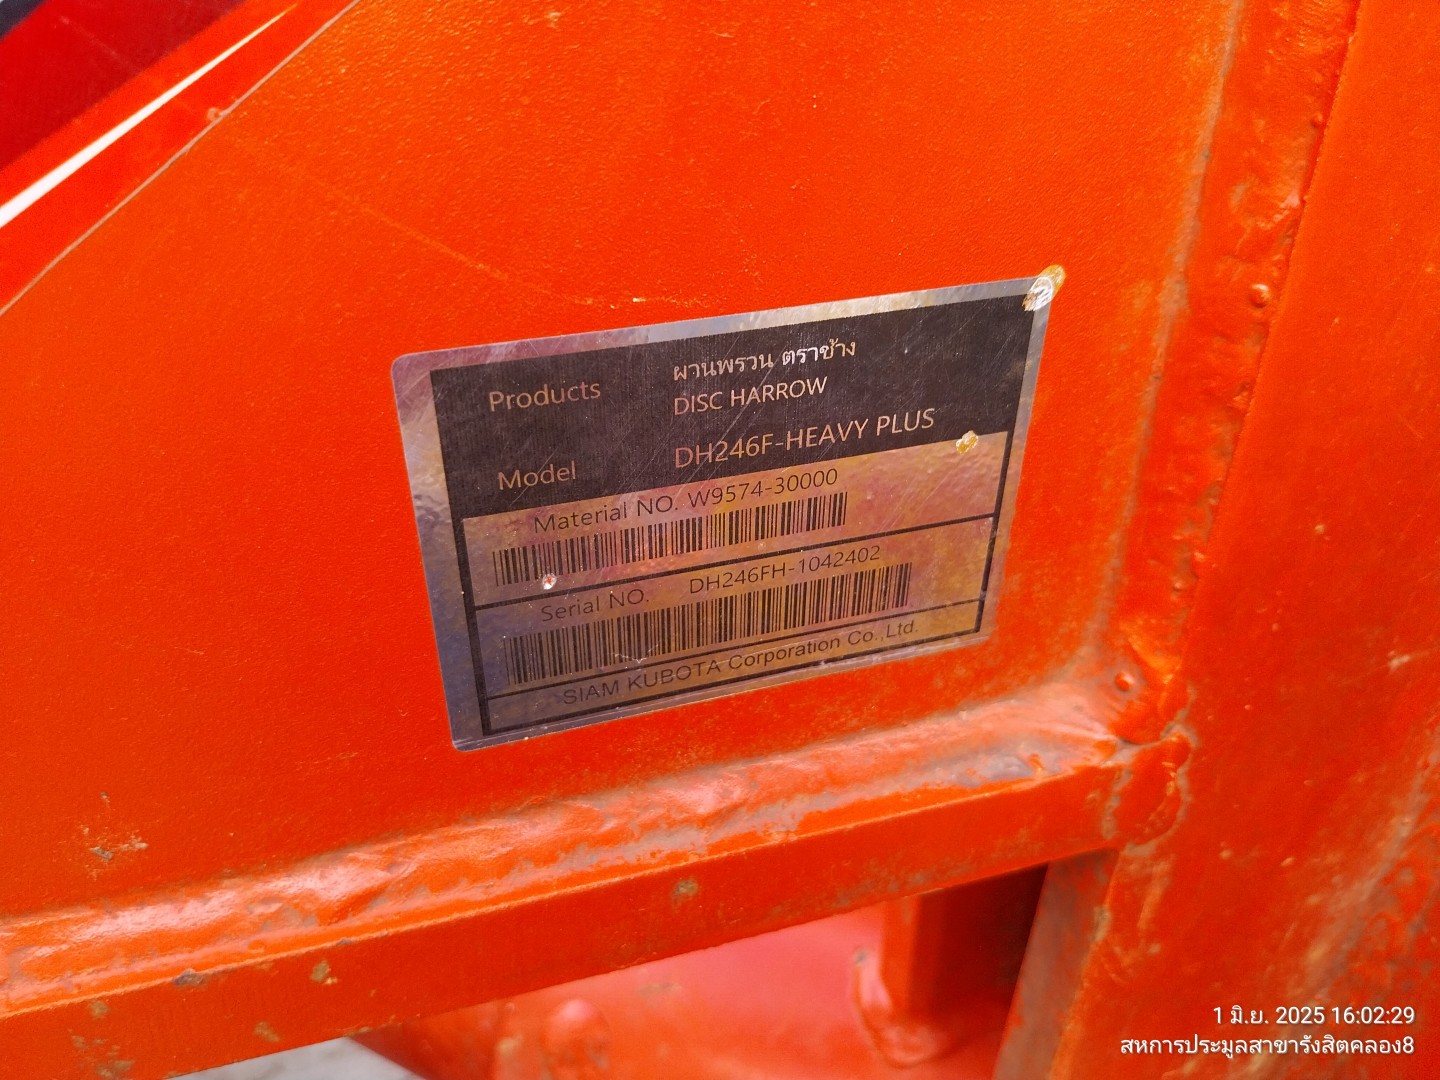 Products ผานพรวน ตราช้าง
DISC HARROW
Model DH246F-HEAVY PLUS
Material NO. W9574-30000
Serial NO. DH246FH-1042402
SIAM KUBOTA Corporation Co.,Ltd.
1 มิ.ย. 2025 16:02:29
สหการประมูลสาขารังสิตคลอง8